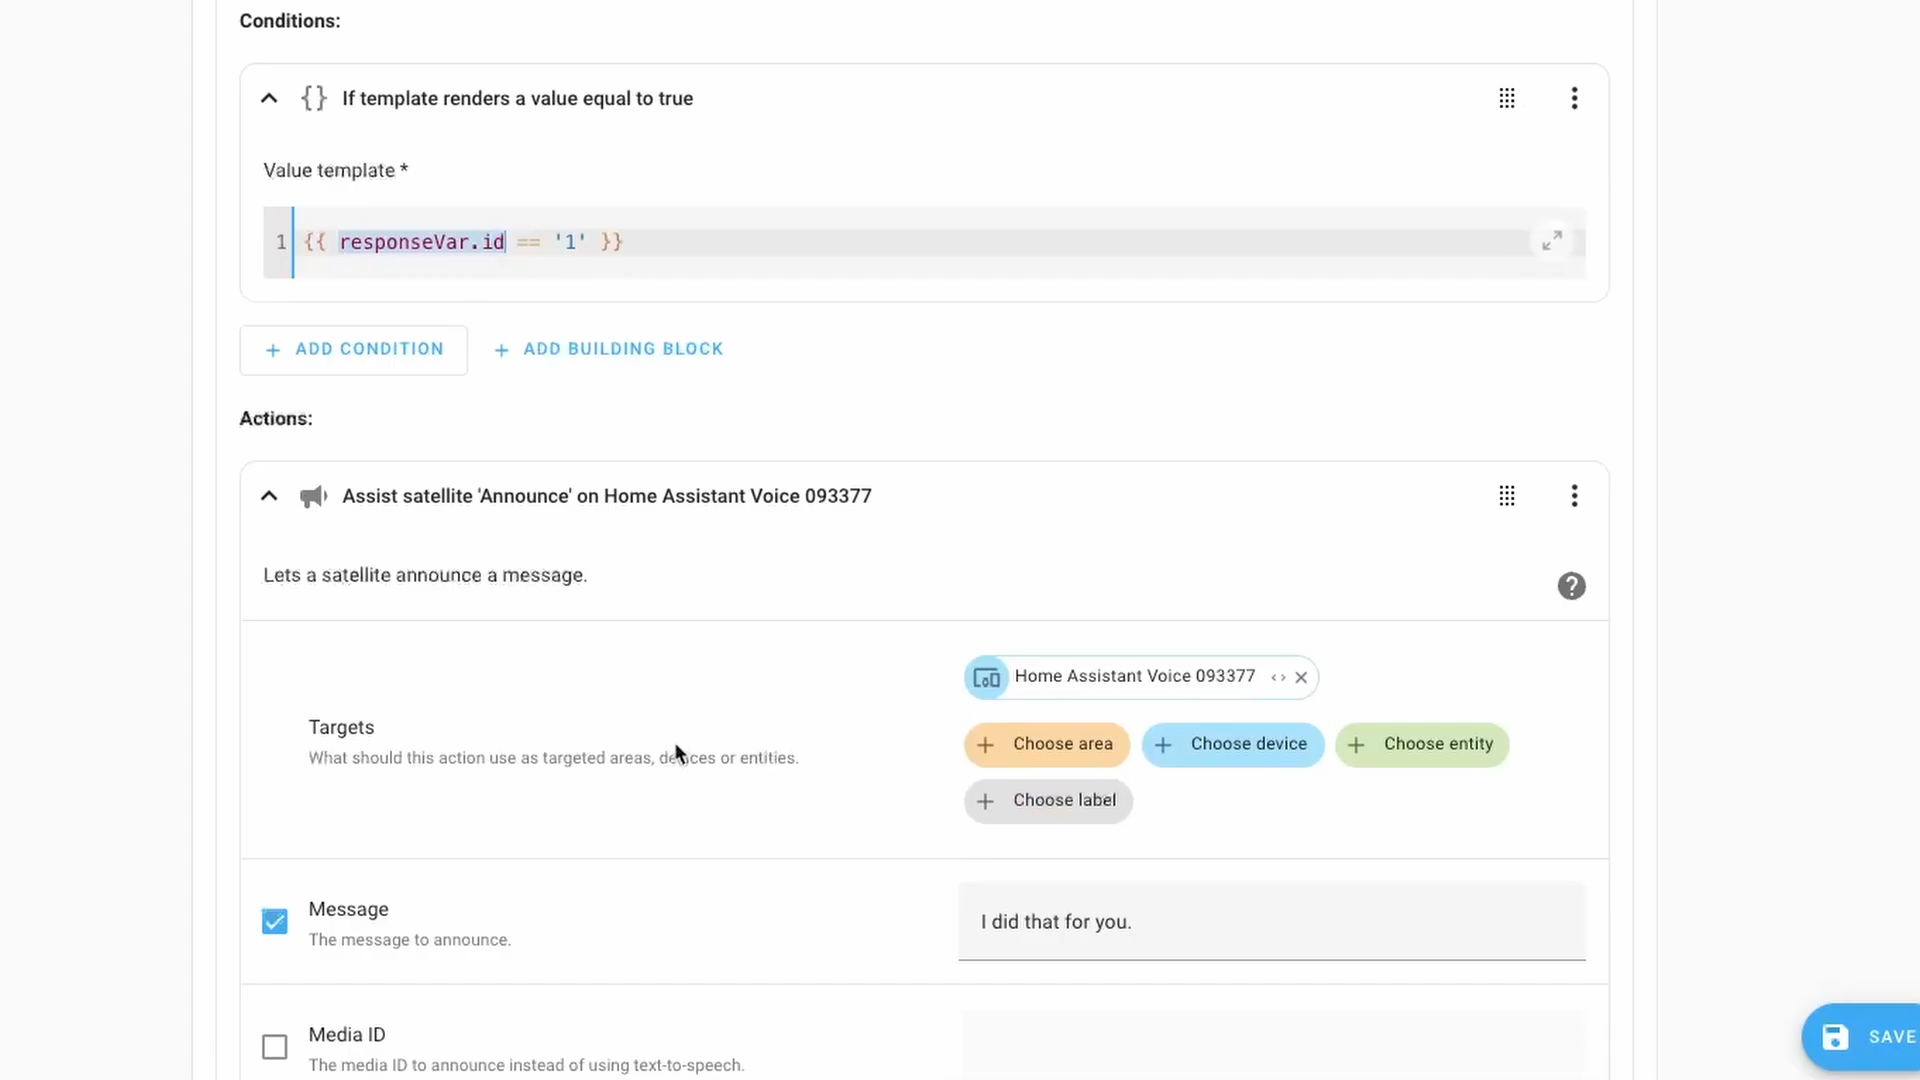 Conditions:
If template renders a value equal to true
Value template *
1 {{ responseVar.id == '1' }}
+ ADD CONDITION + ADD BUILDING BLOCK
Actions:
Assist satellite 'Announce' on Home Assistant Voice 093377
Lets a satellite announce a message.
Home Assistant Voice 093377
Targets
What should this action use as targeted areas, devices or entities.
+ Choose area + Choose device + Choose entity
+ Choose label
Message
The message to announce.
I did that for you.
Media ID
The media ID to announce instead of using text-to-speech.
SAVE